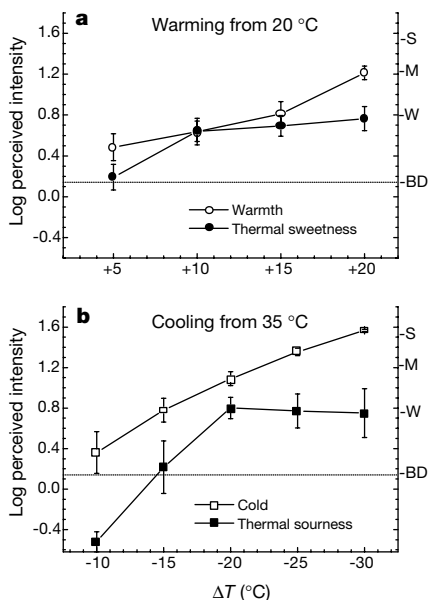 a
Warming from 20 °C
Log perceived intensity
1.6
1.2
0.8
0.4
0.0
-0.4
-S
-M
-W
-BD
Warmth
Thermal sweetness
+5 +10 +15 +20
b
Cooling from 35 °C
Log perceived intensity
1.6
1.2
0.8
0.4
0.0
-0.4
-S
-M
-W
-BD
Cold
Thermal sourness
-10 -15 -20 -25 -30
ΔT (°C)